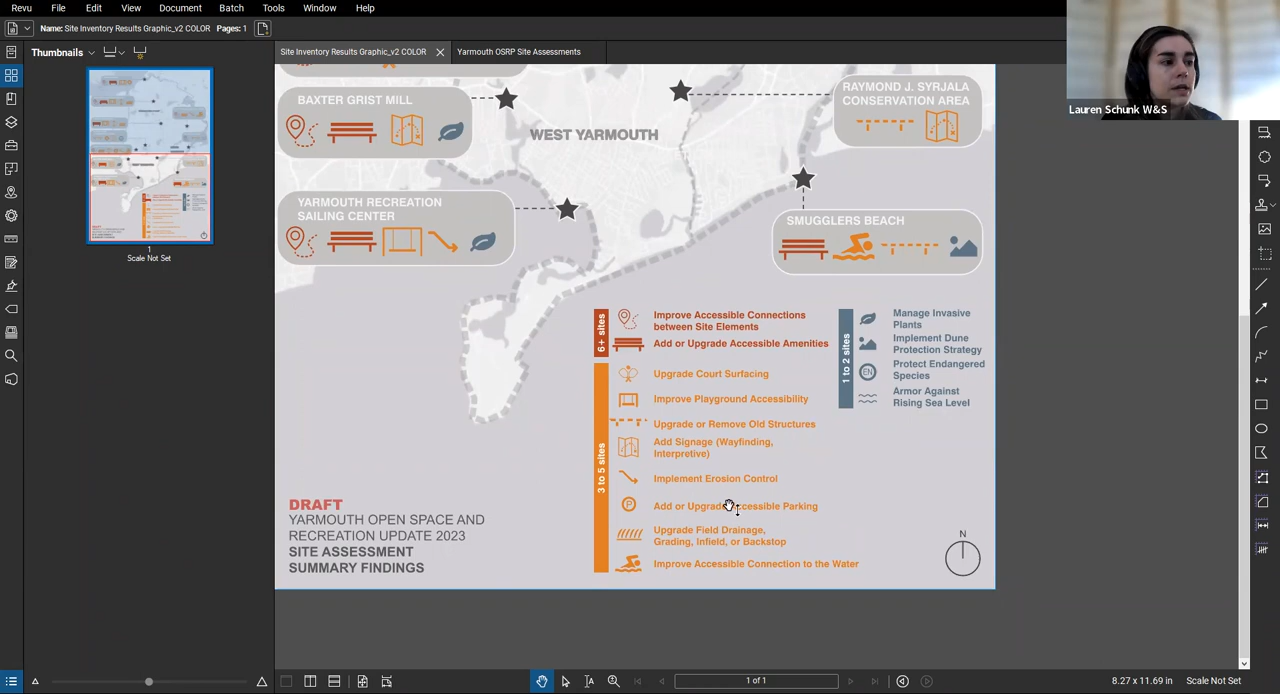 Revu File Edit View Document Batch Tools Window Help
Name: Site Inventory Results Graphic_v2 COLOR Pages: 1
Thumbnails
Site Inventory Results Graphic_v2 COLOR
Yarmouth OSRP Site Assessments
Lauren Schunk W&S
1
Scale Not Set
BAXTER GRIST MILL
WEST YARMOUTH
RAYMOND J. SYRJALA
CONSERVATION AREA
YARMOUTH RECREATION
SAILING CENTER
SMUGGLERS BEACH
6+ sites
Improve Accessible Connections
between Site Elements
Add or Upgrade Accessible Amenities
3 to 5 sites
Upgrade Court Surfacing
Improve Playground Accessibility
Upgrade or Remove Old Structures
Add Signage (Wayfinding,
Interpretive)
Implement Erosion Control
P
Add or Upgrade Accessible Parking
Upgrade Field Drainage,
Grading, Infield, or Backstop
Improve Accessible Connection to the Water
1 to 2 sites
Manage Invasive
Plants
Implement Dune
Protection Strategy
EN
Protect Endangered
Species
Armor Against
Rising Sea Level
DRAFT
YARMOUTH OPEN SPACE AND
RECREATION UPDATE 2023
SITE ASSESSMENT
SUMMARY FINDINGS
N
1 of 1
8.27 x 11.69 in
Scale Not Set